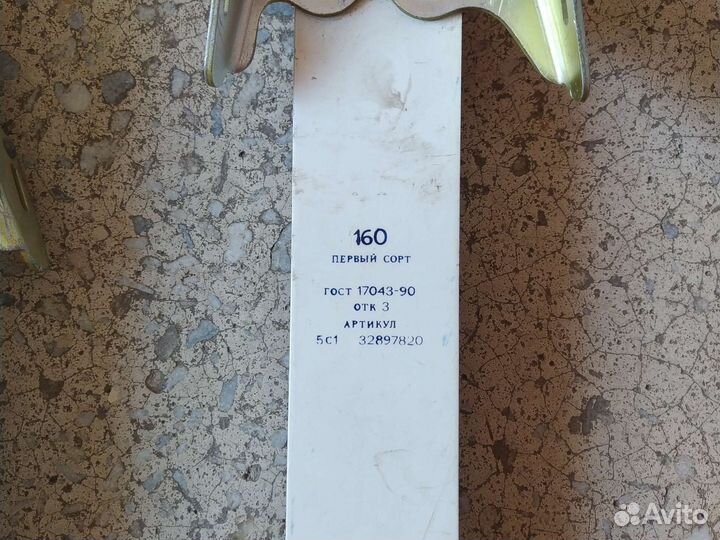 160
ПЕРВЫЙ СОРТ
ГОСТ 17043-90
ОТК 3
АРТИКУЛ
5С1 32897820
Avito